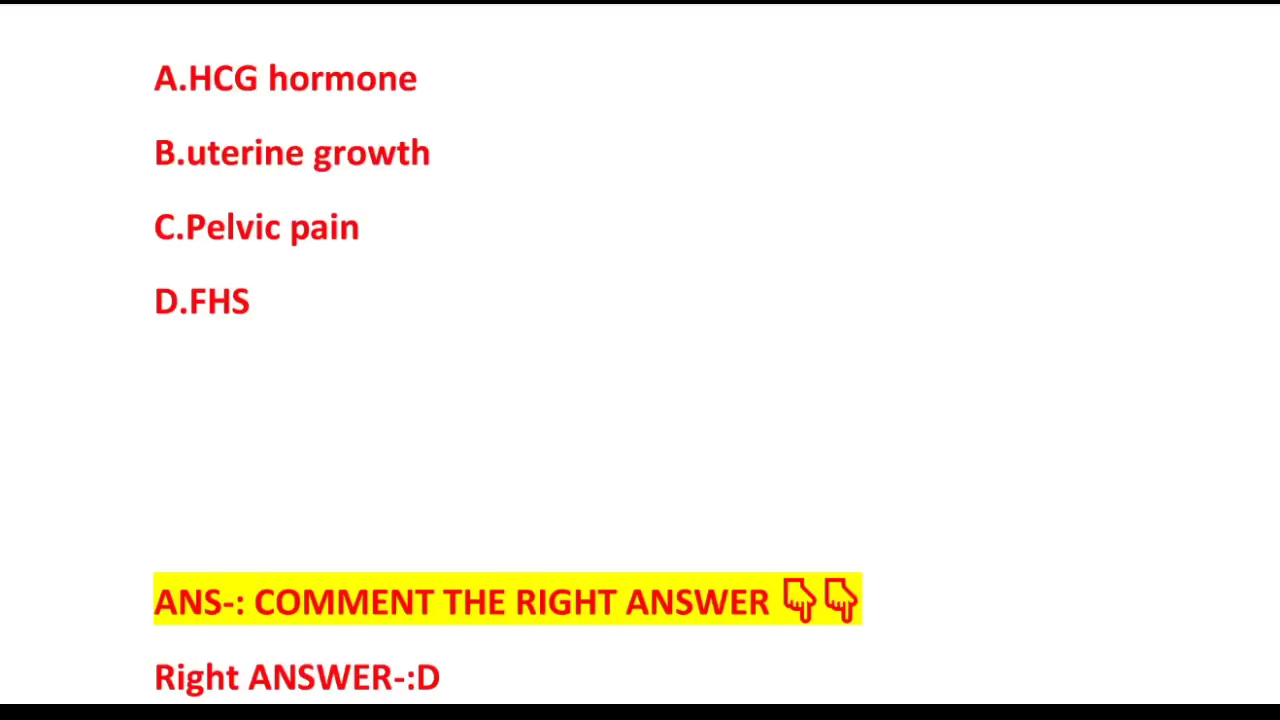 A.HCG hormone
B.uterine growth
C.Pelvic pain
D.FHS
ANS-: COMMENT THE RIGHT ANSWER 👇👇
Right ANSWER-:D